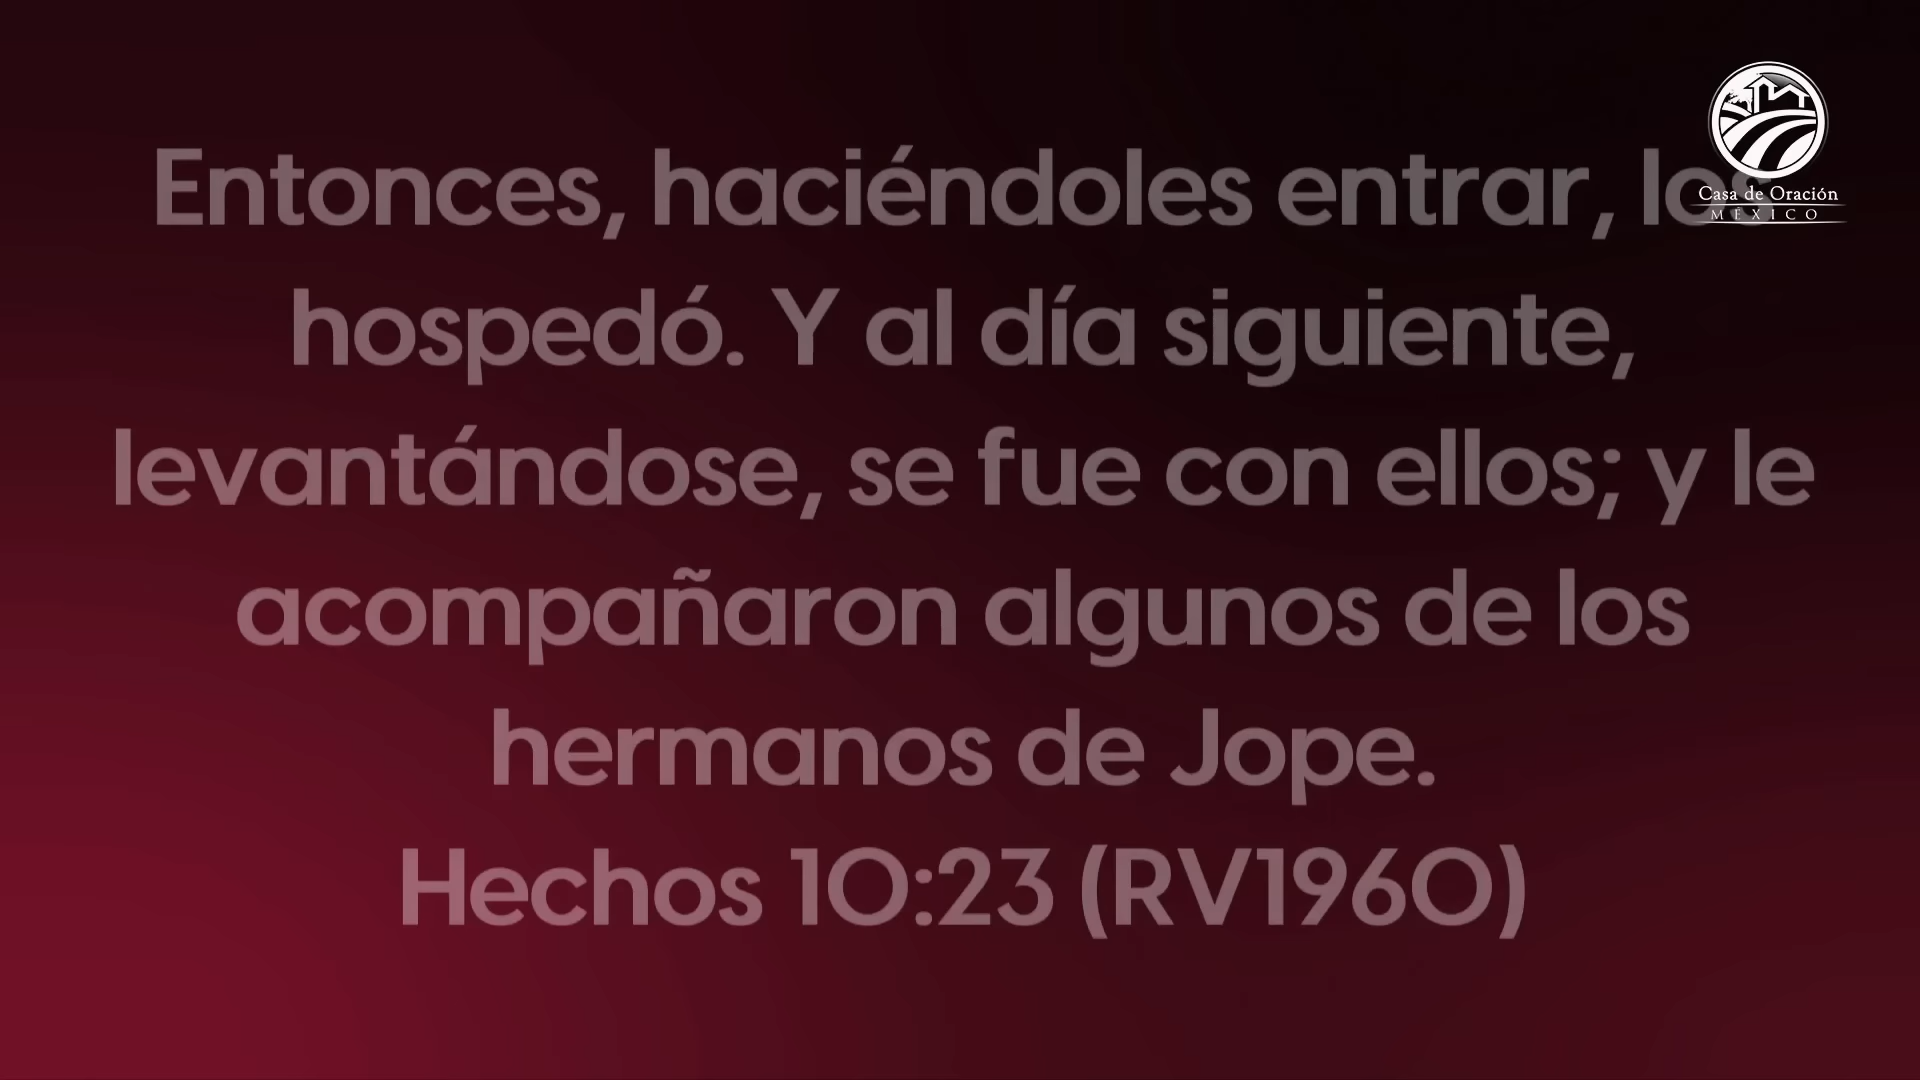 Entonces, haciéndoles entrar, los
hospedó. Y al día siguiente,
levantándose, se fue con ellos; y le
acompañaron algunos de los
hermanos de Jope.
Hechos 10:23 (RV1960)
Casa de Oración
MÉXICO